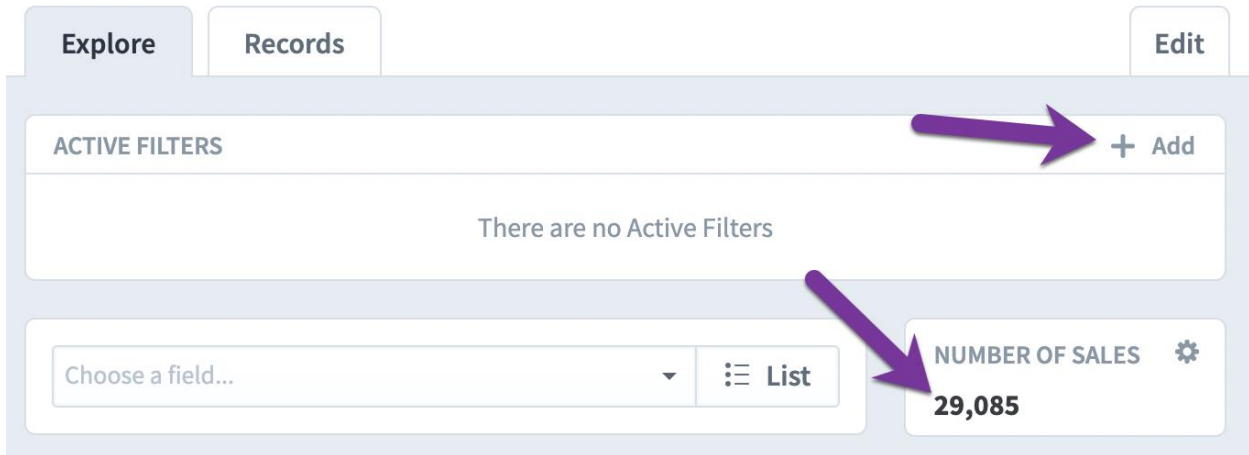 Explore
Records
Edit
ACTIVE FILTERS
+ Add
There are no Active Filters
Choose a field...
List
NUMBER OF SALES
29,085